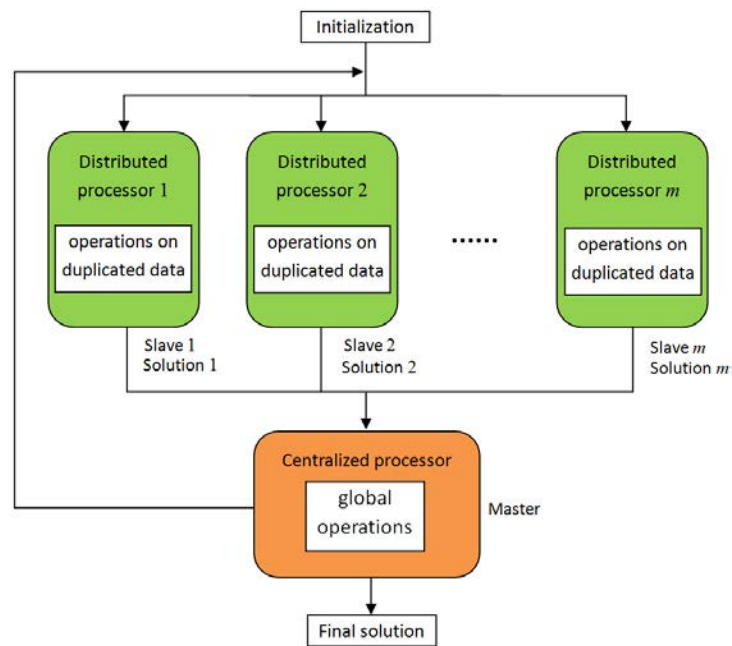 Initialization
Distributed
processor 1
operations on
duplicated data
Distributed
processor 2
operations on
duplicated data
......
Distributed
processor m
operations on
duplicated data
Slave 1
Solution 1
Slave 2
Solution 2
Slave m
Solution m
Centralized processor
global
operations
Master
Final solution